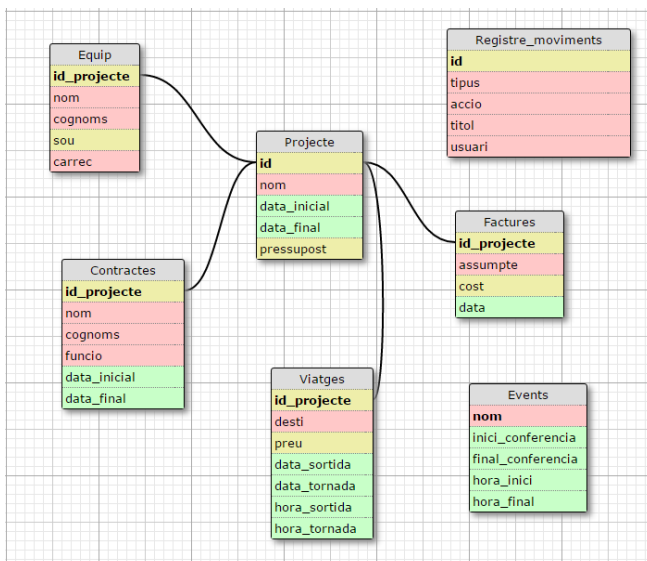 Equip
id_projecte
nom
cognoms
sou
carrec
Registre_moviments
id
tipus
accio
titol
usuari
Projecte
id
nom
data_inicial
data_final
pressupost
Factures
id_projecte
assumpte
cost
data
Contractes
id_projecte
nom
cognoms
funcio
data_inicial
data_final
Viatges
id_projecte
desti
preu
data_sortida
data_tornada
hora_sortida
hora_tornada
Events
nom
inici_conferencia
final_conferencia
hora_inici
hora_final